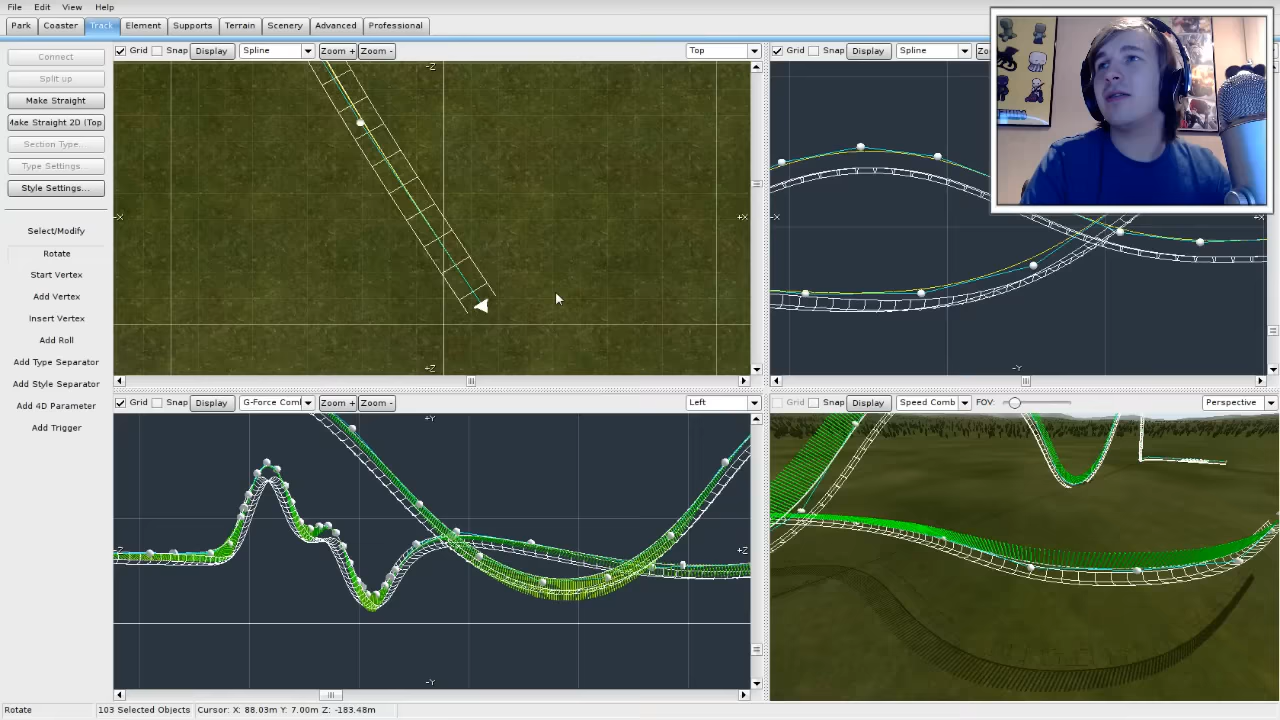 File Edit View Help
Park Coaster Track Element Supports Terrain Scenery Advanced Professional
Connect
Split up
Make Straight
Make Straight 2D (Top
Section Type...
Type Settings...
Style Settings...
Select/Modify
Rotate
Start Vertex
Add Vertex
Insert Vertex
Add Roll
Add Type Separator
Add Style Separator
Add 4D Parameter
Add Trigger
Grid Snap Display Spline Zoom + Zoom - Top
-Z
-X +X
+Z
Grid Snap Display Spline Zoo
-X +X
-Y
Grid Snap Display G-Force Coml Zoom + Zoom - Left
+Y
-Z +Z
-Y
Grid Snap Display Speed Comb FOV: Perspective
Rotate 103 Selected Objects Cursor: X: 88.03m Y: 7.00m Z: -183.48m